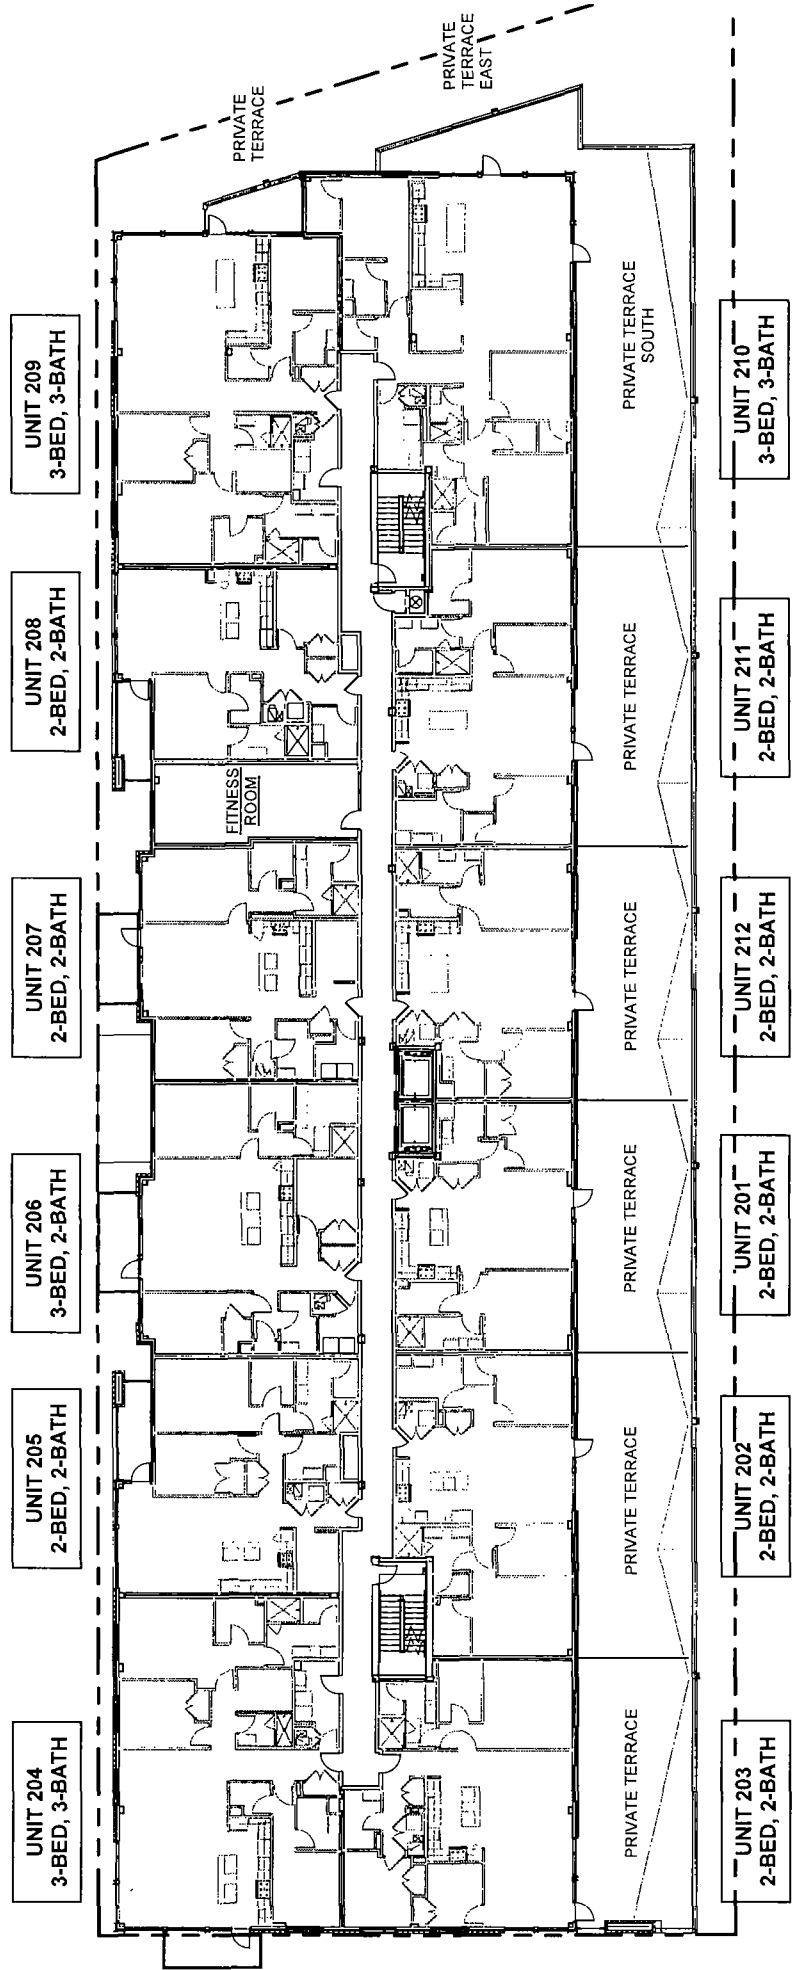 UNIT 209
3-BED, 3-BATH
UNIT 208
2-BED, 2-BATH
UNIT 207
2-BED, 2-BATH
UNIT 206
3-BED, 2-BATH
UNIT 205
2-BED, 2-BATH
UNIT 204
3-BED, 3-BATH
PRIVATE
TERRACE
PRIVATE
TERRACE
EAST
FITNESS
ROOM
PRIVATE TERRACE
SOUTH
PRIVATE TERRACE
PRIVATE TERRACE
PRIVATE TERRACE
PRIVATE TERRACE
PRIVATE TERRACE
UNIT 210
3-BED, 3-BATH
UNIT 211
2-BED, 2-BATH
UNIT 212
2-BED, 2-BATH
UNIT 201
2-BED, 2-BATH
UNIT 202
2-BED, 2-BATH
UNIT 203
2-BED, 2-BATH